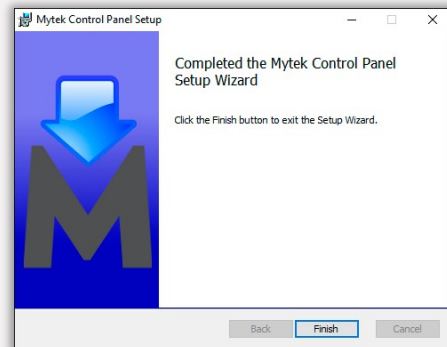 Mytek Control Panel Setup
Completed the Mytek Control Panel
Setup Wizard
Click the Finish button to exit the Setup Wizard.
Back Finish Cancel